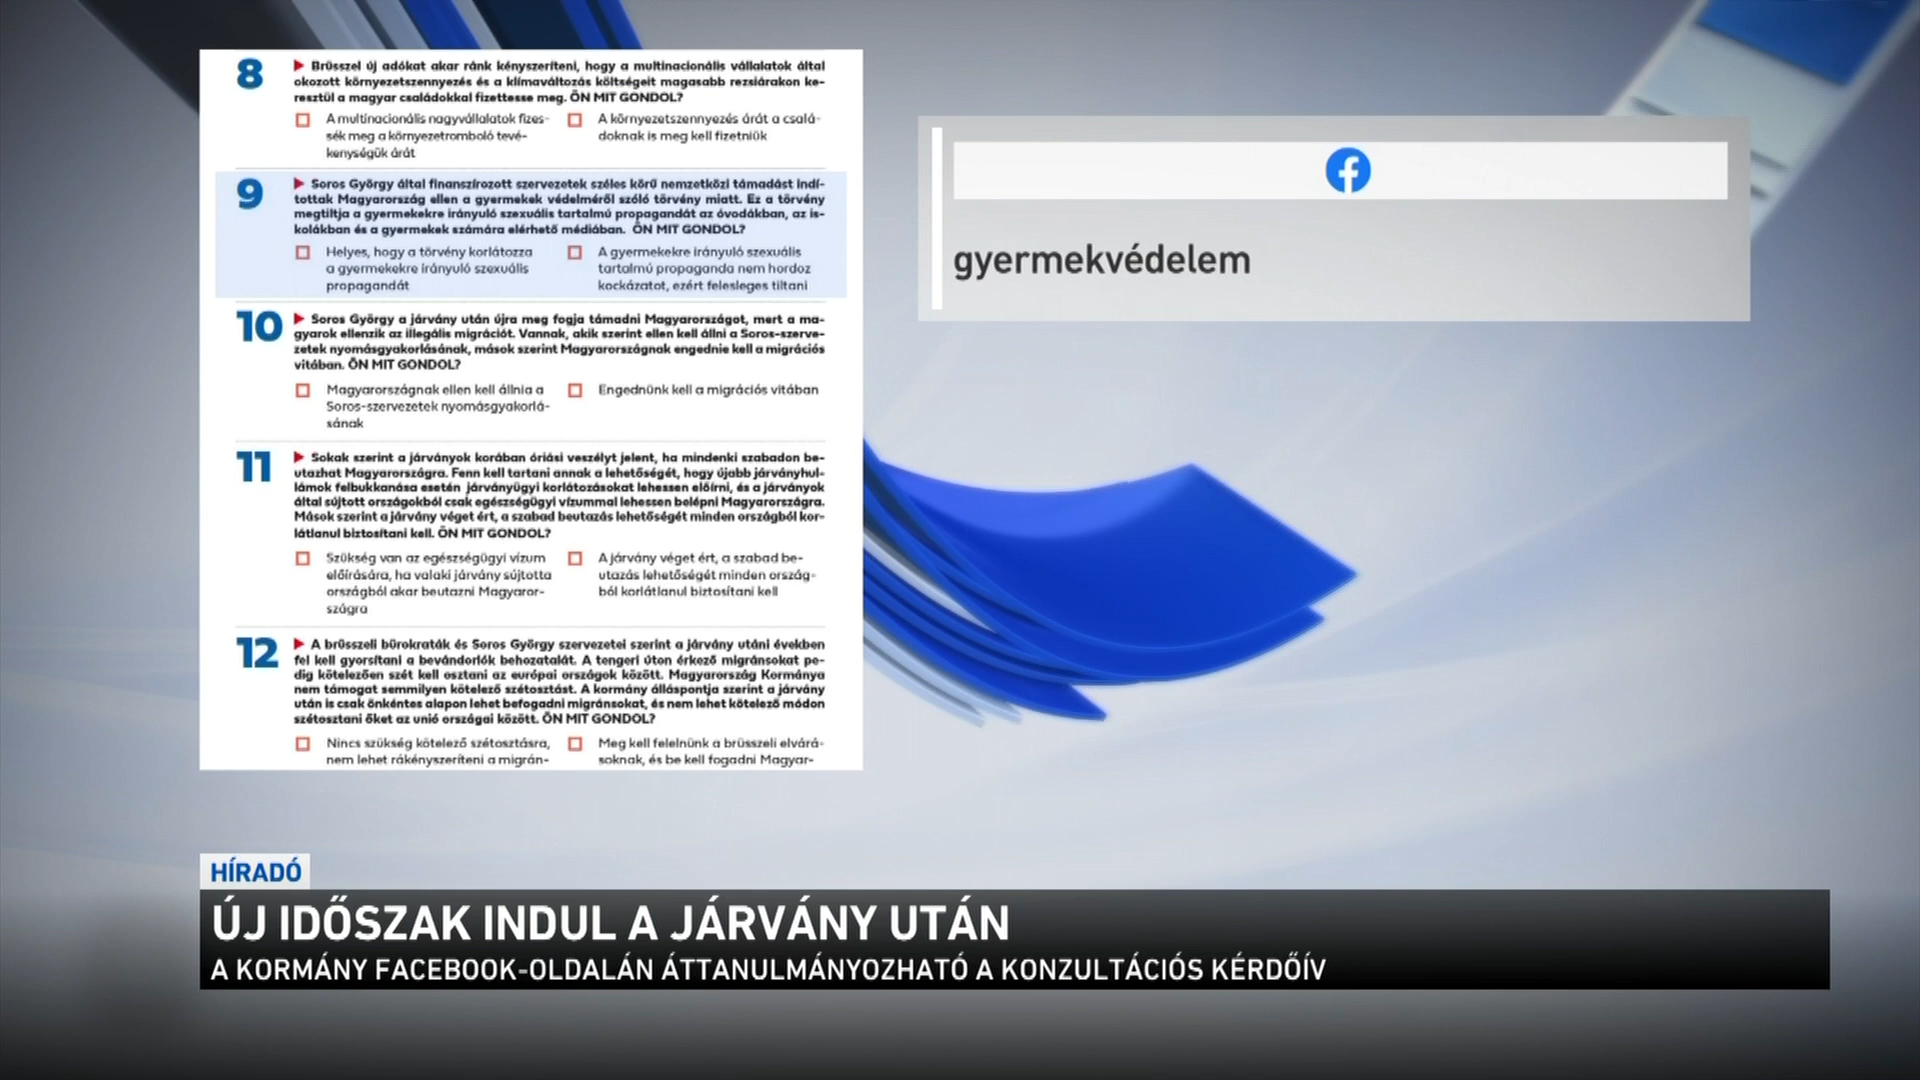 8
▶ Brüsszel új adókat akar ránk kényszeríteni, hogy a multinacionális vállalatok által
okozott környezetszennyezés és a klímaváltozás költségeit magasabb rezsiárakon ke-
resztül a magyar családokkal fizettesse meg. ÖN MIT GONDOL?
A multinacionális nagyvállalatok fizes-
sék meg a környezetromboló tevé-
kenységük árát
A környezetszennyezés árát a csalá-
doknak is meg kell fizetniük
9
▶ Soros György által finanszírozott szervezetek széles körű nemzetközi támadást indí-
tottak Magyarország ellen a gyermekek védelméről szóló törvény miatt. Ez a törvény
megtiltja a gyermekekre irányuló szexuális tartalmú propagandát az óvodákban, az is-
kolákban és a gyermekek számára elérhető médiában. ÖN MIT GONDOL?
Helyes, hogy a törvény korlátozza
a gyermekekre irányuló szexuális
propagandát
A gyermekekre irányuló szexuális
tartalmú propaganda nem hordoz
kockázatot, ezért felesleges tiltani
10
▶ Soros György a járvány után újra meg fogja támadni Magyarországot, mert a ma-
gyarok ellenzik az illegális migrációt. Vannak, akik szerint ellen kell állni a Soros-szerve-
zetek nyomásgyakorlásának, mások szerint Magyarországnak engednie kell a migrációs
vitában. ÖN MIT GONDOL?
Magyarországnak ellen kell állnia a
Soros-szervezetek nyomásgyakorlá-
sának
Engednünk kell a migrációs vitában
11
▶ Sokak szerint a járványok korában óriási veszélyt jelent, ha mindenki szabadon be-
utazhat Magyarországra. Fenn kell tartani annak a lehetőségét, hogy újabb járványhul-
lámok felbukkanása esetén járványügyi korlátozásokat lehessen előírni, és a járványok
által sújtott országokból csak egészségügyi vízummal lehessen belépni Magyarországra.
Mások szerint a járvány véget ért, a szabad beutazás lehetőségét minden országból kor-
látlanul biztosítani kell. ÖN MIT GONDOL?
Szükség van az egészségügyi vízum
előírására, ha valaki járvány sújtotta
országból akar beutazni Magyaror-
szágra
A járvány véget ért, a szabad be-
utazás lehetőségét minden ország-
ból korlátlanul biztosítani kell
12
▶ A brüsszeli bürokraták és Soros György szervezetei szerint a járvány utáni években
fel kell gyorsítani a bevándorlók behozatalát. A tengeri úton érkező migránsokat pe-
dig kötelezően szét kell osztani az európai országok között. Magyarország Kormánya
nem támogat semmilyen kötelező szétosztást. A kormány álláspontja szerint a járvány
után is csak önkéntes alapon lehet befogadni migránsokat, és nem lehet kötelező módon
szétosztani őket az unió országai között. ÖN MIT GONDOL?
Nincs szükség kötelező szétosztásra,
nem lehet rákényszeríteni a migrán-
Meg kell felelnünk a brüsszeli elvárá-
soknak, és be kell fogadni Magyar-
gyermekvédelem
HÍRADÓ
ÚJ IDŐSZAK INDUL A JÁRVÁNY UTÁN
A KORMÁNY FACEBOOK-OLDALÁN ÁTTANULMÁNYOZHATÓ A KONZULTÁCIÓS KÉRDŐÍV